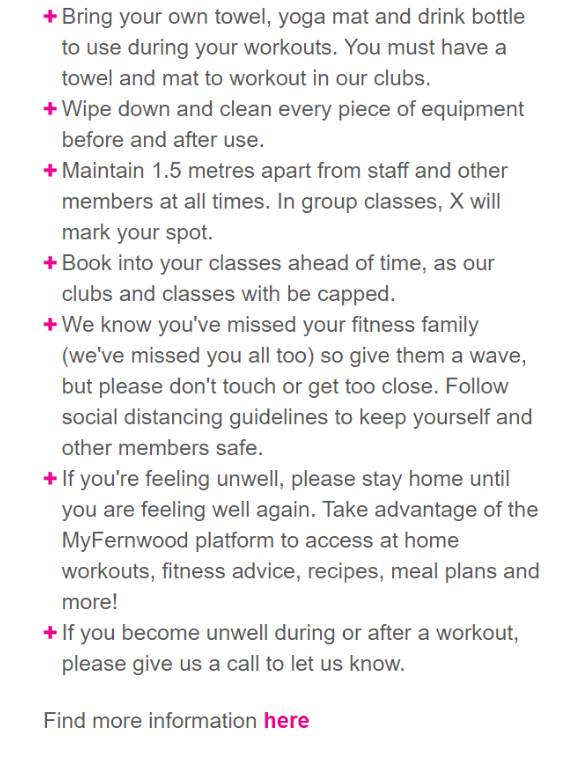 + Bring your own towel, yoga mat and drink bottle
to use during your workouts. You must have a
towel and mat to workout in our clubs.
+ Wipe down and clean every piece of equipment
before and after use.
+ Maintain 1.5 metres apart from staff and other
members at all times. In group classes, X will
mark your spot.
+ Book into your classes ahead of time, as our
clubs and classes with be capped.
+ We know you've missed your fitness family
(we've missed you all too) so give them a wave,
but please don't touch or get too close. Follow
social distancing guidelines to keep yourself and
other members safe.
+ If you're feeling unwell, please stay home until
you are feeling well again. Take advantage of the
MyFernwood platform to access at home
workouts, fitness advice, recipes, meal plans and
more!
+ If you become unwell during or after a workout,
please give us a call to let us know.
Find more information here